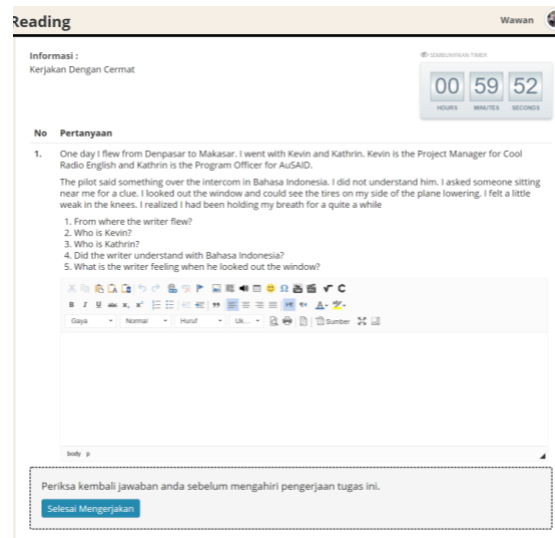 Reading
Wawan
Informasi :
Kerjakan Dengan Cermat
SEMBUNYIKAN TIMER
00 59 52
HOURS MINUTES SECONDS
No Pertanyaan
1. One day I flew from Denpasar to Makasar. I went with Kevin and Kathrin. Kevin is the Project Manager for Cool
Radio English and Kathrin is the Program Officer for AuSAID.
The pilot said something over the intercom in Bahasa Indonesia. I did not understand him. I asked someone sitting
near me for a clue. I looked out the window and could see the tires on my side of the plane lowering. I felt a little
weak in the knees. I realized I had been holding my breath for a quite a while
1. From where the writer flew?
2. Who is Kevin?
3. Who is Kathrin?
4. Did the writer understand with Bahasa Indonesia?
5. What is the writer feeling when he looked out the window?
Gaya Normal Huruf Uk... Sumber
body p
Periksa kembali jawaban anda sebelum mengahiri pengerjaan tugas ini.
Selesai Mengerjakan